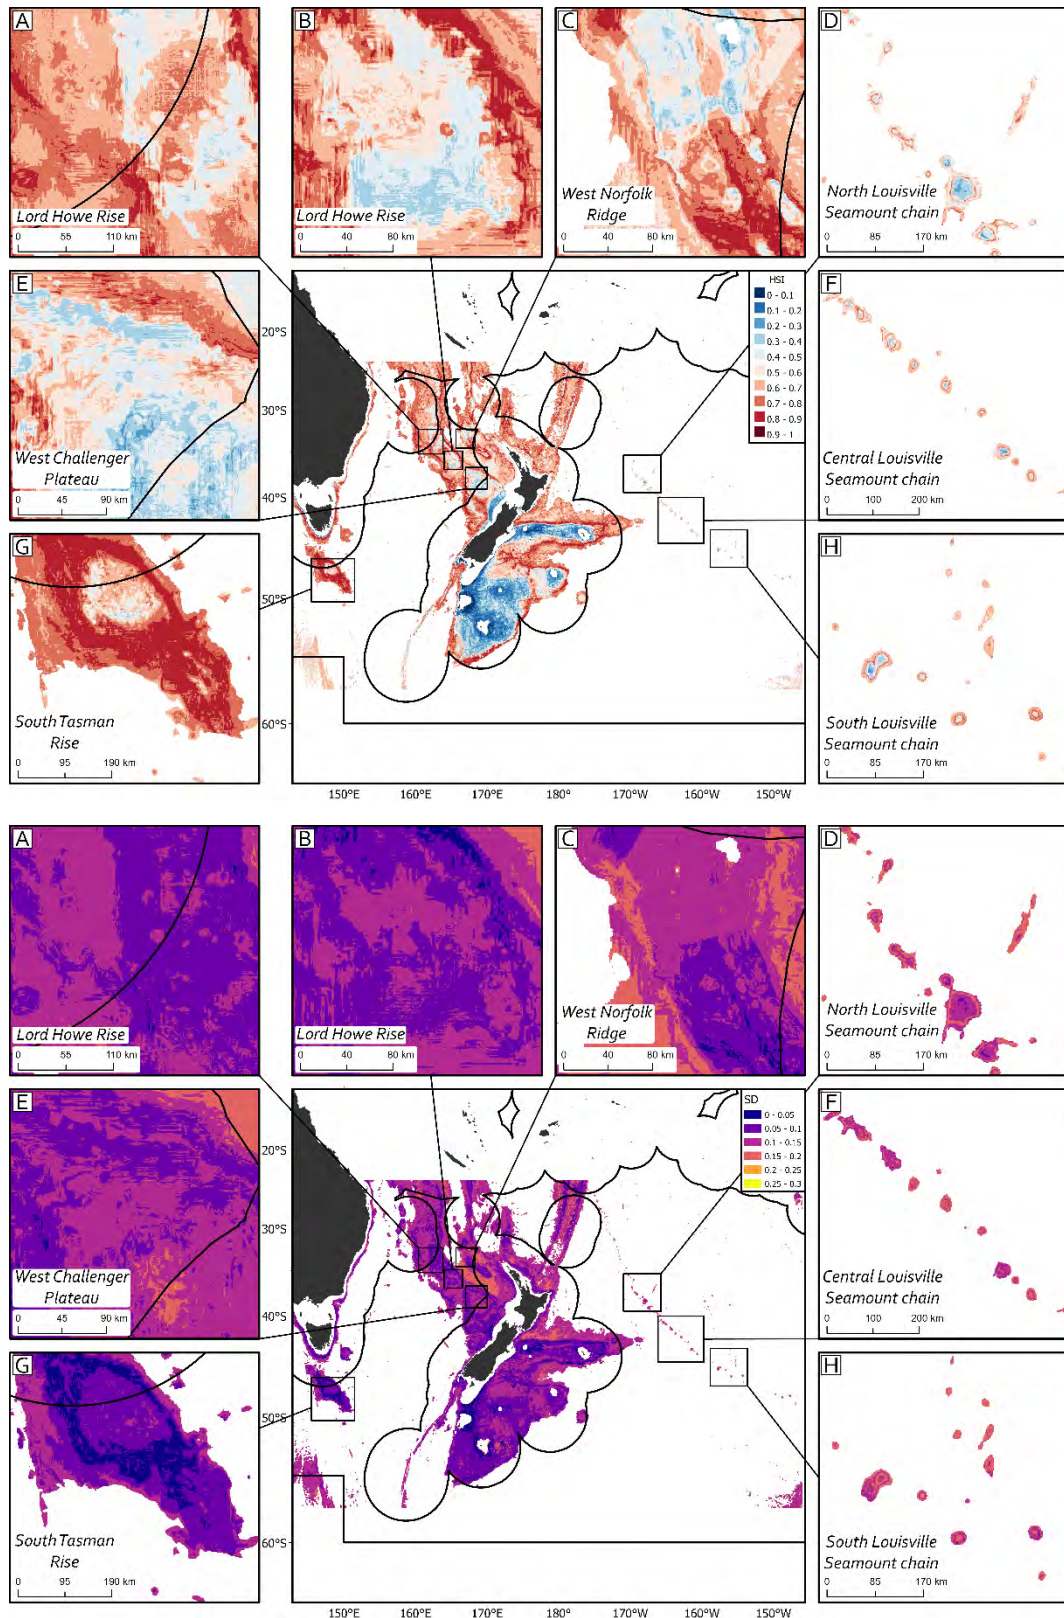 A
Lord Howe Rise
0 55 110 km
B
Lord Howe Rise
0 40 80 km
C
West Norfolk
Ridge
0 40 80 km
D
North Louisville
Seamount chain
0 85 170 km
E
West Challenger
Plateau
0 45 90 km
HSI
0 - 0.1
0.1 - 0.2
0.2 - 0.3
0.3 - 0.4
0.4 - 0.5
0.5 - 0.6
0.6 - 0.7
0.7 - 0.8
0.8 - 0.9
0.9 - 1
20°S
30°S
40°S
50°S
60°S
150°E 160°E 170°E 180° 170°W 160°W 150°W
F
Central Louisville
Seamount chain
0 100 200 km
G
South Tasman
Rise
0 95 190 km
H
South Louisville
Seamount chain
0 85 170 km
A
Lord Howe Rise
0 55 110 km
B
Lord Howe Rise
0 40 80 km
C
West Norfolk
Ridge
0 40 80 km
D
North Louisville
Seamount chain
0 85 170 km
E
West Challenger
Plateau
0 45 90 km
SD
0 - 0.05
0.05 - 0.1
0.1 - 0.15
0.15 - 0.2
0.2 - 0.25
0.25 - 0.3
20°S
30°S
40°S
50°S
60°S
150°E 160°E 170°E 180° 170°W 160°W 150°W
F
Central Louisville
Seamount chain
0 100 200 km
G
South Tasman
Rise
0 95 190 km
H
South Louisville
Seamount chain
0 85 170 km